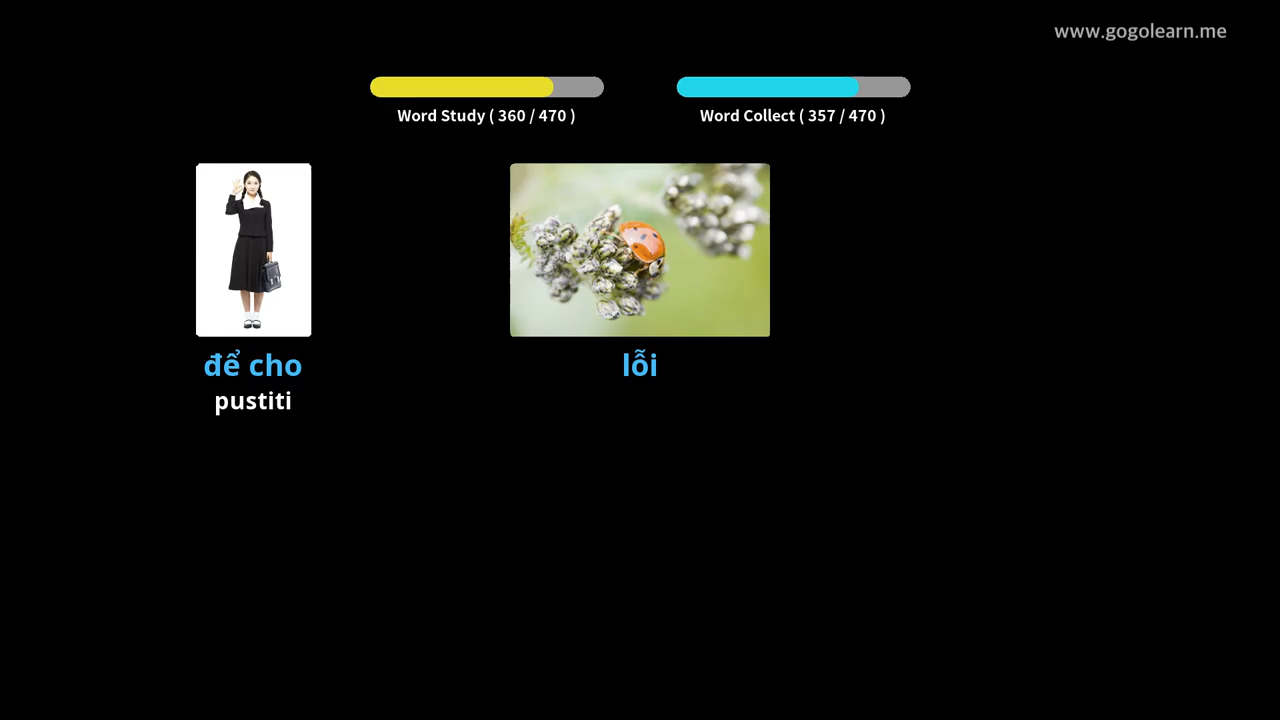 www.gogolearn.me
Word Study ( 360 / 470 )
Word Collect ( 357 / 470 )
để cho
lỗi
pustiti